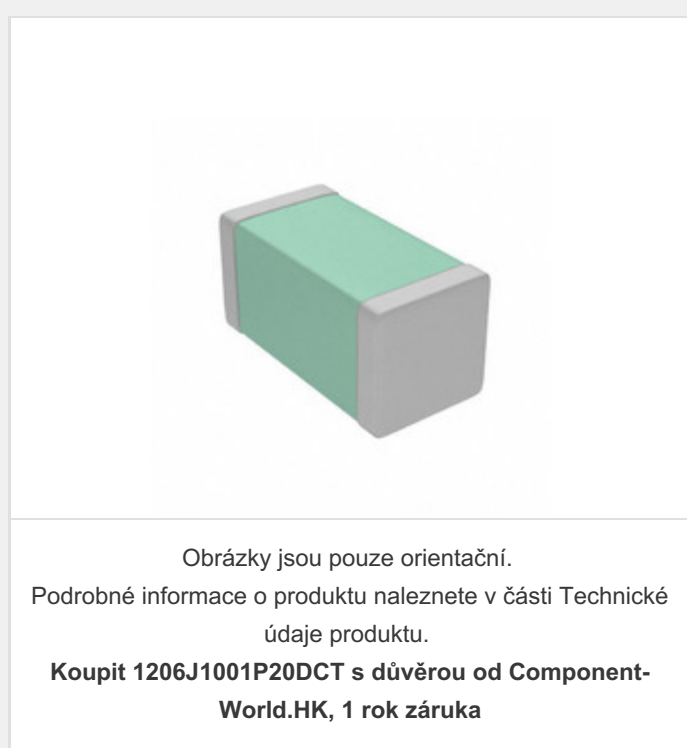 Obrázky jsou pouze orientační.
Podrobné informace o produktu naleznete v části Technické
údaje produktu.
Koupit 1206J1001P20DCT s důvěrou od Component-
World.HK, 1 rok záruka